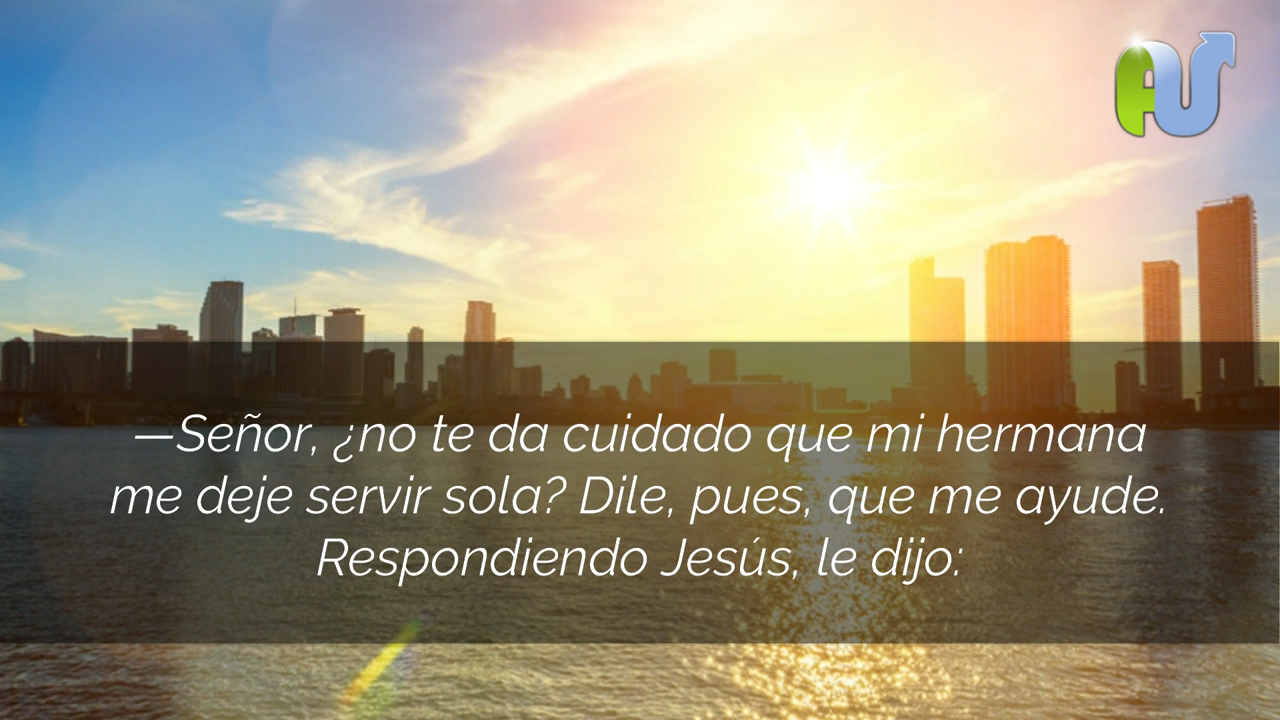 AU
—Señor, ¿no te da cuidado que mi hermana
me deje servir sola? Dile, pues, que me ayude.
Respondiendo Jesús, le dijo: